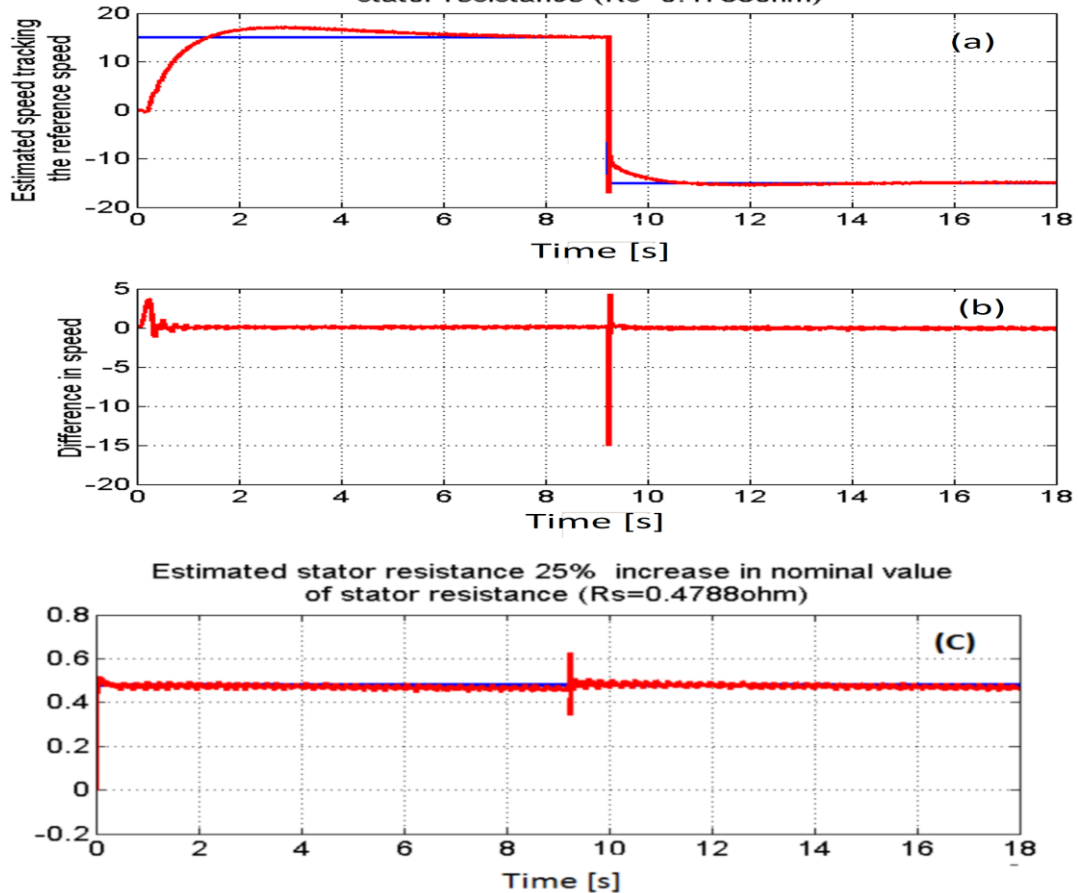 (a)
Estimated speed tracking
the reference speed
20
10
0
-10
-20
0 2 4 6 8 10 12 14 16 18
Time [s]
(b)
Difference in speed
5
0
-5
-10
-15
-20
0 2 4 6 8 10 12 14 16 18
Time [s]
Estimated stator resistance 25% increase in nominal value
of stator resistance (Rs=0.4788ohm)
(C)
0.8
0.6
0.4
0.2
0
-0.2
0 2 4 6 8 10 12 14 16 18
Time [s]